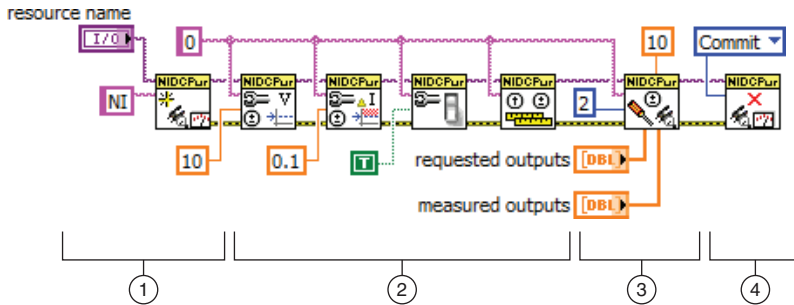 resource name
I/O
0
10
Commit
NIDCPwr NIDCPwr NIDCPwr NIDCPwr NIDCPwr NIDCPwr NIDCPwr
NI
V
I
2
10
0.1
T
requested outputs
[DBL]
measured outputs
[DBL]
1 2 3 4